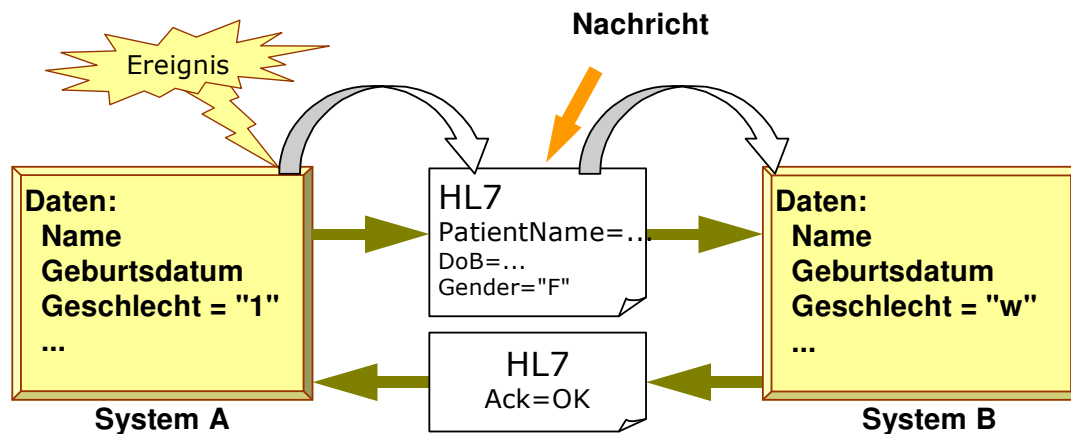 Nachricht
Ereignis
Daten:
Name
Geburtsdatum
Geschlecht = "1"
...
System A
HL7
PatientName=...
DoB=...
Gender="F"
HL7
Ack=OK
Daten:
Name
Geburtsdatum
Geschlecht = "w"
...
System B